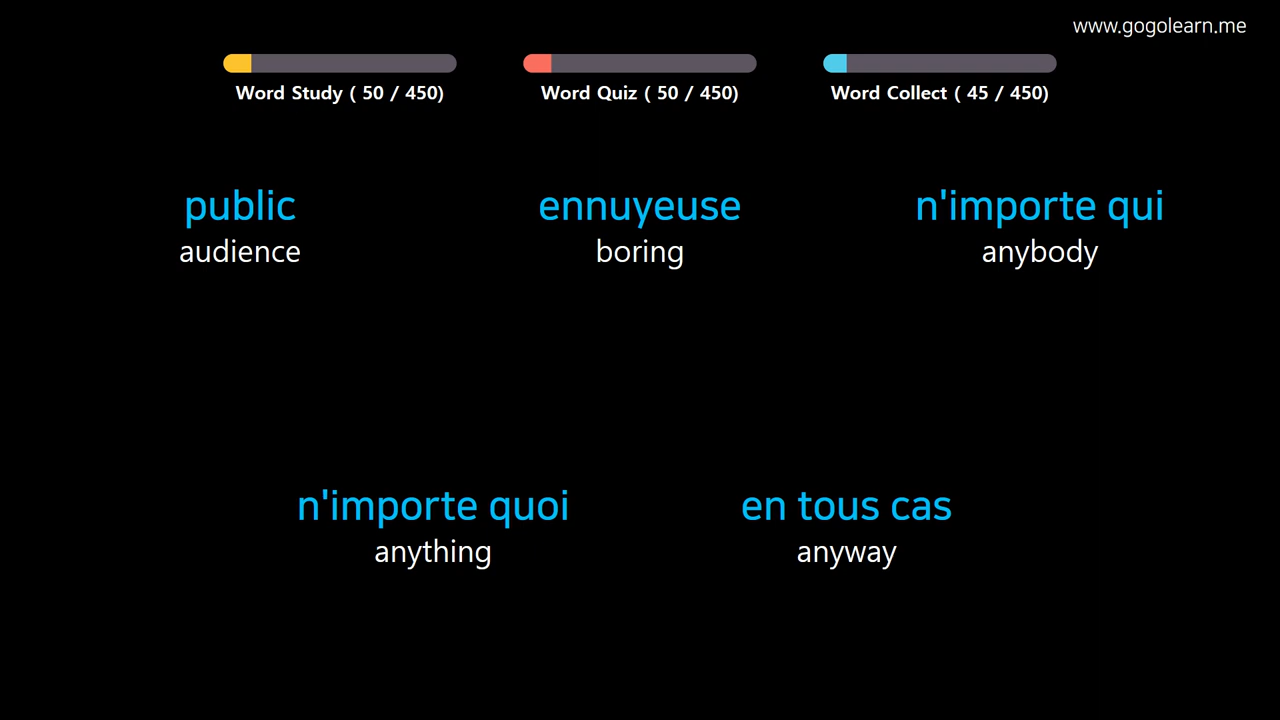 www.gogolearn.me
Word Study ( 50 / 450)
Word Quiz ( 50 / 450)
Word Collect ( 45 / 450)
public
audience
ennuyeuse
boring
n'importe qui
anybody
n'importe quoi
anything
en tous cas
anyway